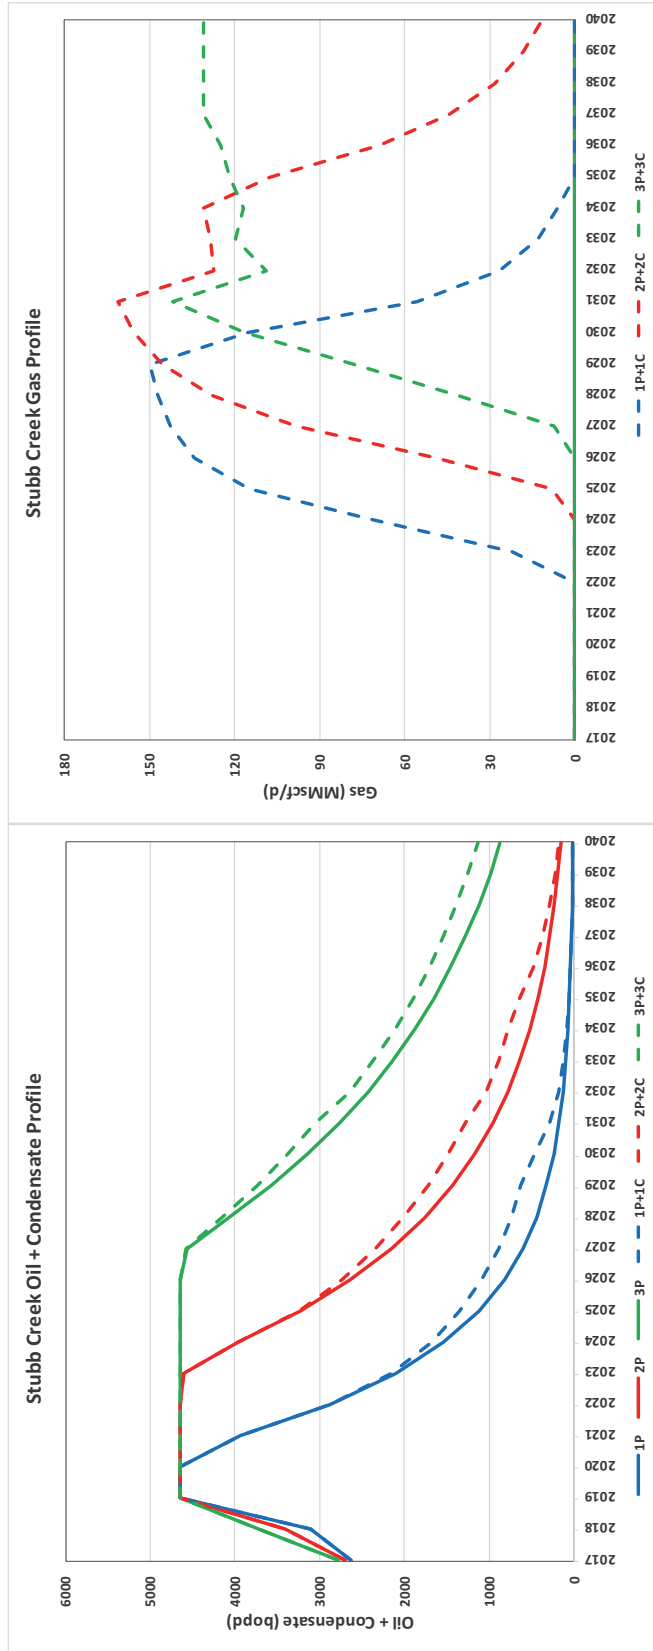 Stubb Creek Oil + Condensate Profile
Oil + Condensate (bopd)
6000
5000
4000
3000
2000
1000
0
2017 2018 2019 2020 2021 2022 2023 2024 2025 2026 2027 2028 2029 2030 2031 2032 2033 2034 2035 2036 2037 2038 2039 2040
1P 2P 3P 1P+1C 2P+2C 3P+3C
Stubb Creek Gas Profile
Gas (MMscf/d)
180
150
120
90
60
30
0
2017 2018 2019 2020 2021 2022 2023 2024 2025 2026 2027 2028 2029 2030 2031 2032 2033 2034 2035 2036 2037 2038 2039 2040
1P+1C 2P+2C 3P+3C